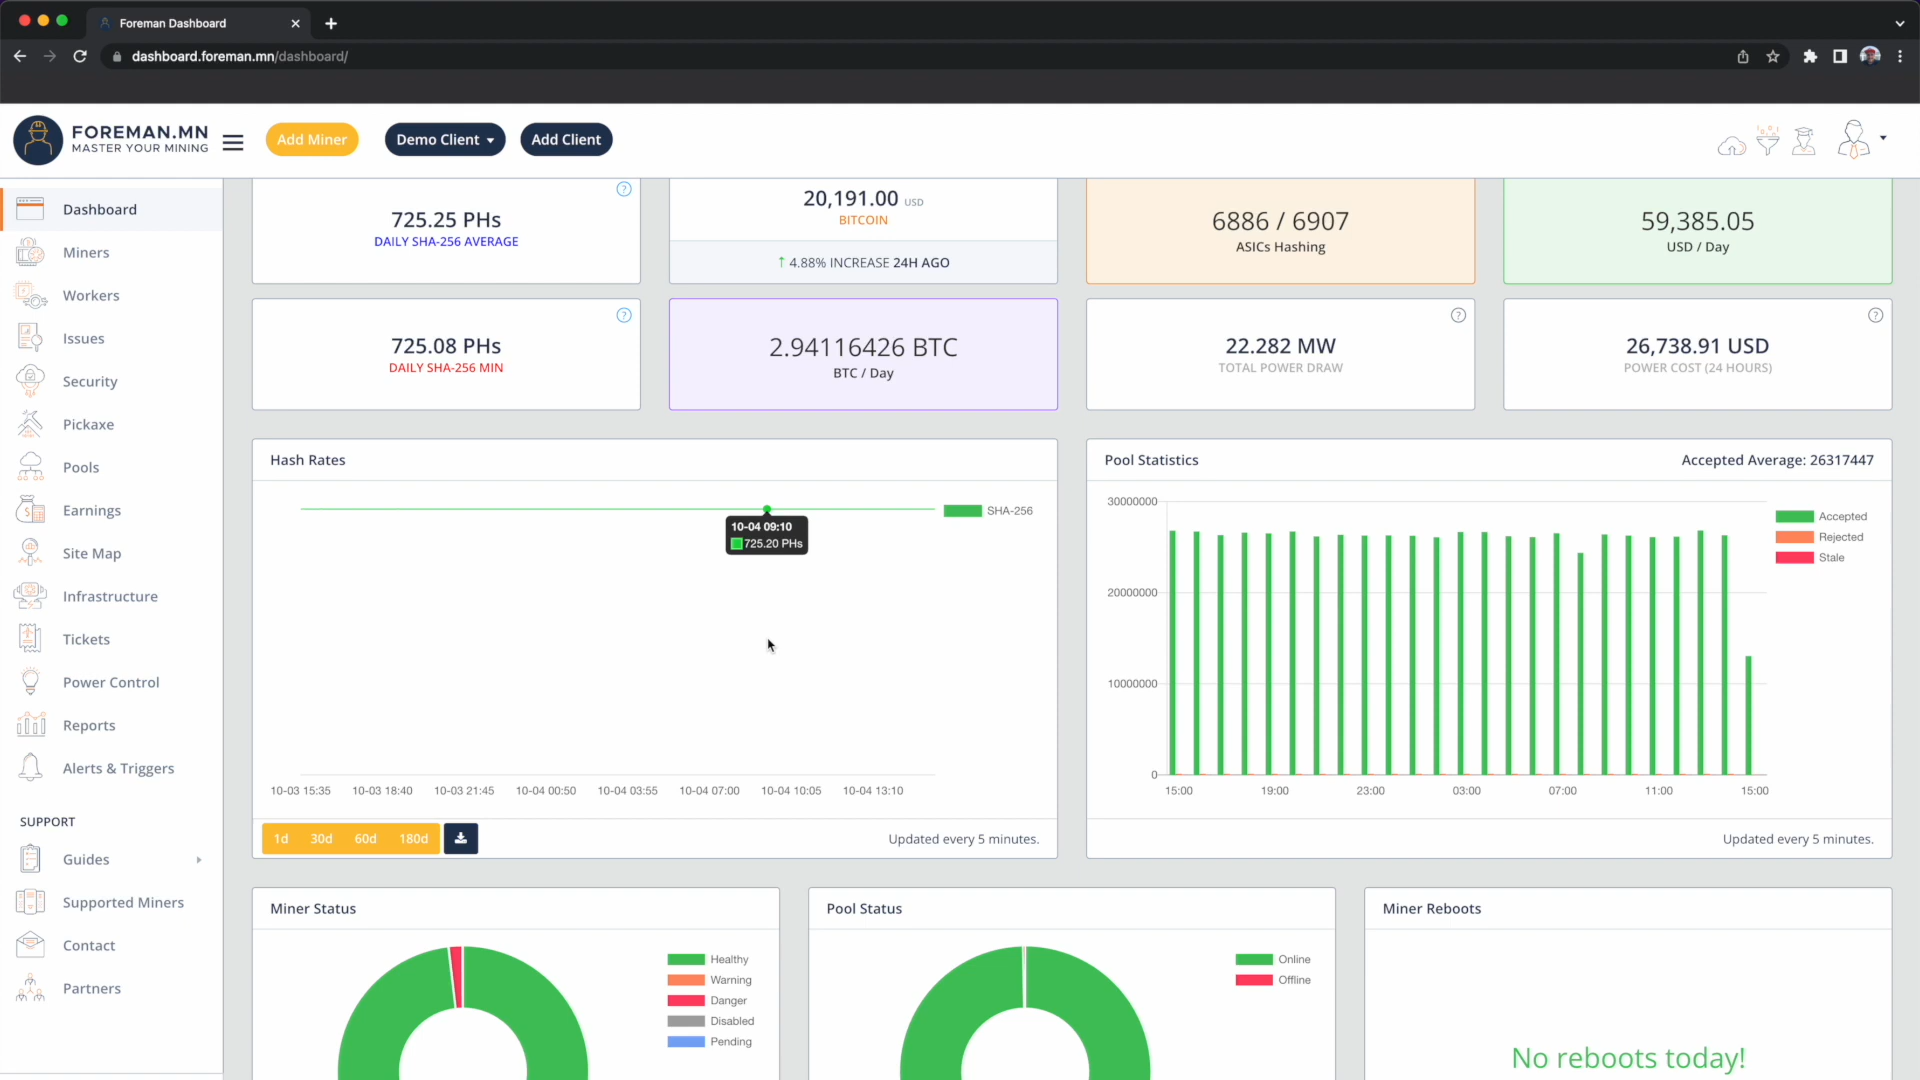 Foreman Dashboard
dashboard.foreman.mn/dashboard/
FOREMAN.MN
MASTER YOUR MINING
Add Miner
Demo Client
Add Client
Dashboard
Miners
Workers
Issues
Security
Pickaxe
Pools
Earnings
Site Map
Infrastructure
Tickets
Power Control
Reports
Alerts & Triggers
SUPPORT
Guides
Supported Miners
Contact
Partners
?
725.25 PHs
DAILY SHA-256 AVERAGE
20,191.00 USD
BITCOIN
↑ 4.88% INCREASE 24H AGO
6886 / 6907
ASICs Hashing
59,385.05
USD / Day
?
725.08 PHs
DAILY SHA-256 MIN
2.94116426 BTC
BTC / Day
?
22.282 MW
TOTAL POWER DRAW
?
26,738.91 USD
POWER COST (24 HOURS)
Hash Rates
SHA-256
10-04 09:10
725.20 PHs
10-03 15:35 10-03 18:40 10-03 21:45 10-04 00:50 10-04 03:55 10-04 07:00 10-04 10:05 10-04 13:10
1d 30d 60d 180d
Updated every 5 minutes.
Pool Statistics
Accepted Average: 26317447
30000000
20000000
10000000
0
15:00 19:00 23:00 03:00 07:00 11:00 15:00
Accepted
Rejected
Stale
Updated every 5 minutes.
Miner Status
Healthy
Warning
Danger
Disabled
Pending
Pool Status
Online
Offline
Miner Reboots
No reboots today!